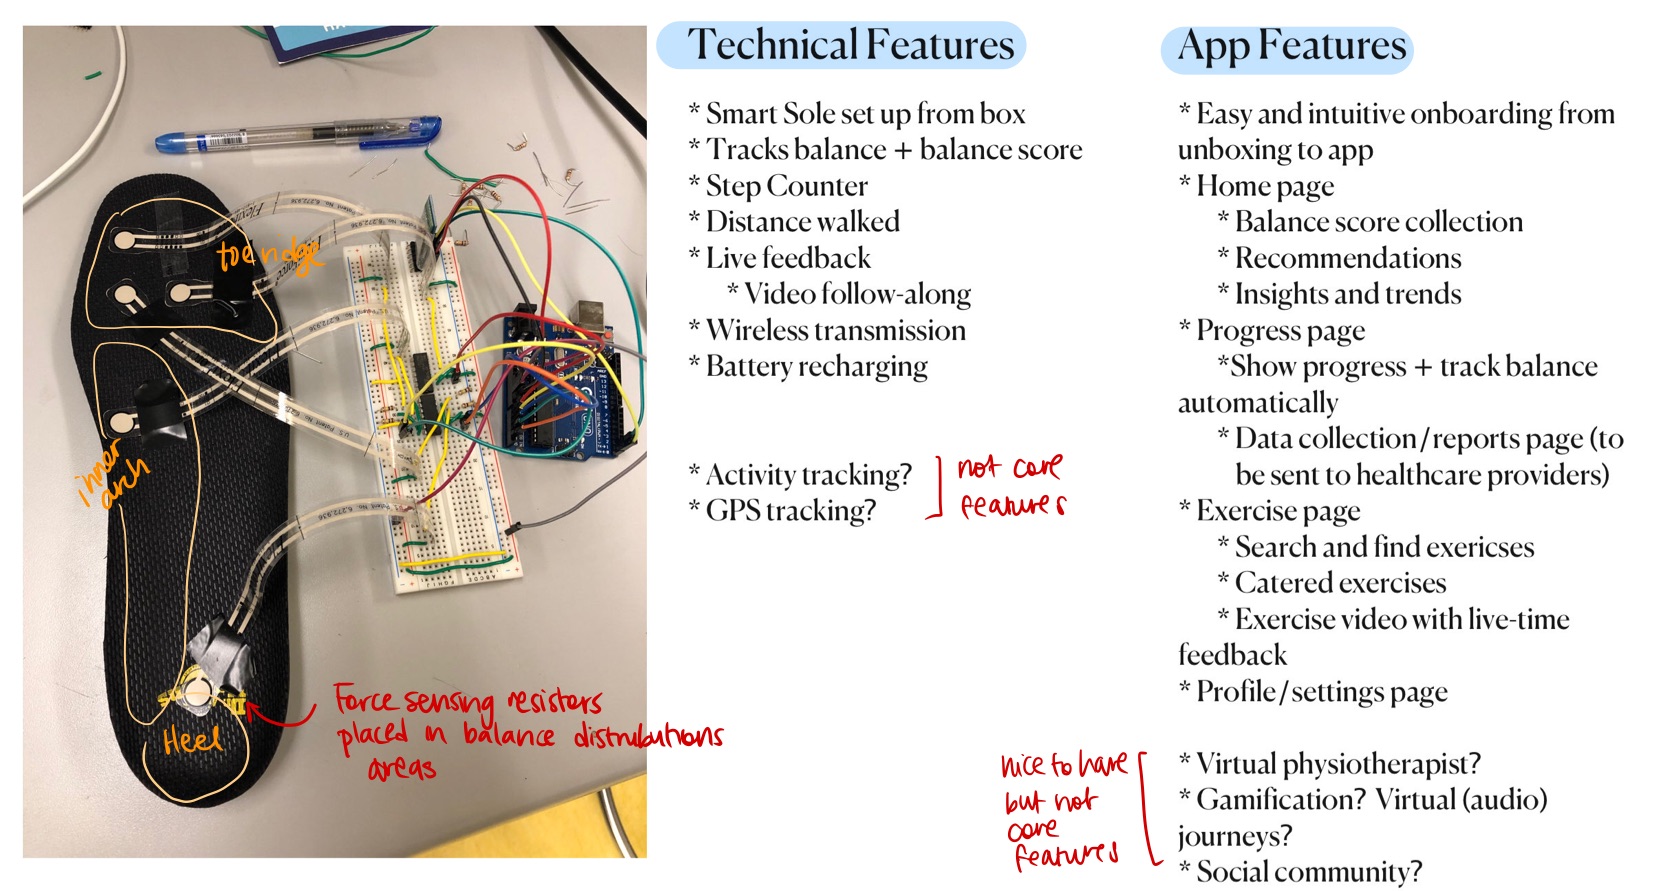 Technical Features
* Smart Sole set up from box
* Tracks balance + balance score
* Step Counter
* Distance walked
* Live feedback
* Video follow-along
* Wireless transmission
* Battery recharging
* Activity tracking?
* GPS tracking?
not core
features
App Features
* Easy and intuitive onboarding from
unboxing to app
* Home page
* Balance score collection
* Recommendations
* Insights and trends
* Progress page
*Show progress + track balance
automatically
* Data collection/reports page (to
be sent to healthcare providers)
* Exercise page
* Search and find exericses
* Catered exercises
* Exercise video with live-time
feedback
* Profile/settings page
nice to have
but not
core
features
* Virtual physiotherapist?
* Gamification? Virtual (audio)
journeys?
* Social community?
toe ridge
inner
arch
Heel
Force sensing resistors
placed in balance distributions
areas